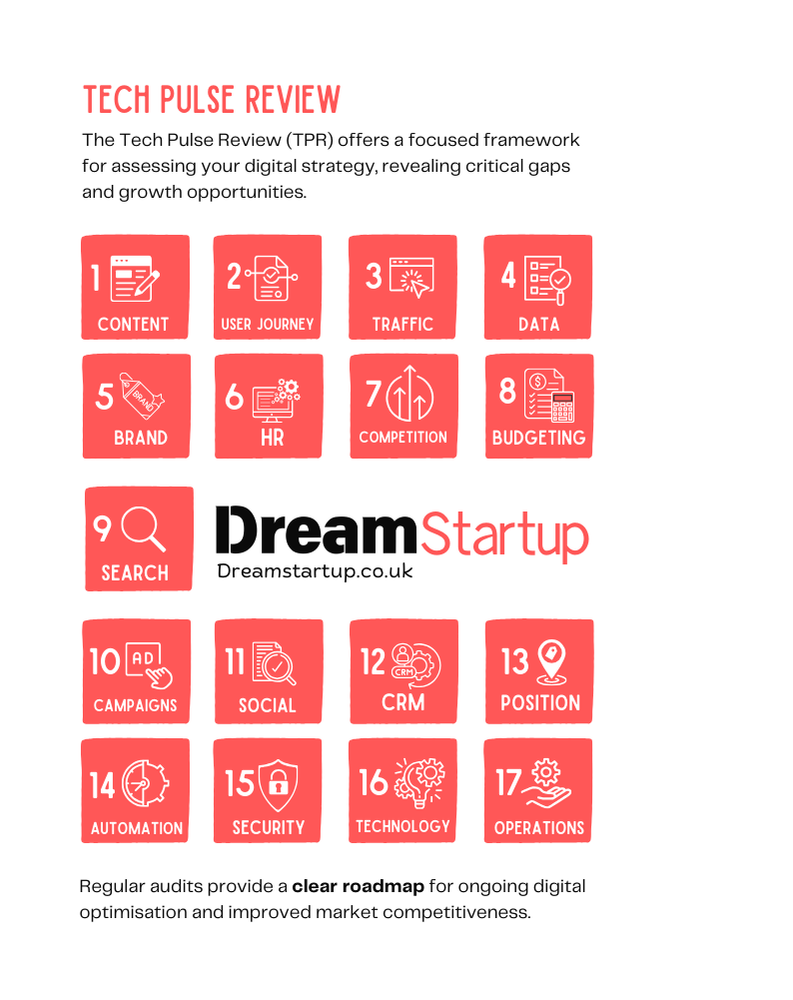 TECH PULSE REVIEW
The Tech Pulse Review (TPR) offers a focused framework
for assessing your digital strategy, revealing critical gaps
and growth opportunities.
1
CONTENT
2
USER JOURNEY
3
TRAFFIC
4
DATA
5
BRAND
BRAND
6
HR
7
COMPETITION
8
$
BUDGETING
9
SEARCH
DreamStartup
Dreamstartup.co.uk
10
AD
CAMPAIGNS
11
SOCIAL
12
CRM
CRM
13
POSITION
14
AUTOMATION
15
SECURITY
16
TECHNOLOGY
17
OPERATIONS
Regular audits provide a clear roadmap for ongoing digital
optimisation and improved market competitiveness.